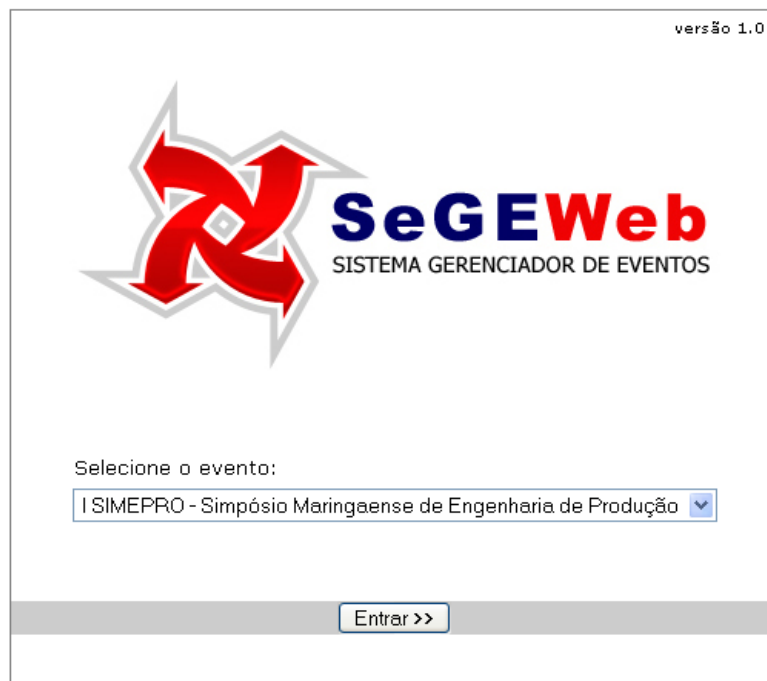 versão 1.0
SeGEWeb
SISTEMA GERENCIADOR DE EVENTOS
Selecione o evento:
I SIMEPRO - Simpósio Maringaense de Engenharia de Produção
Entrar >>